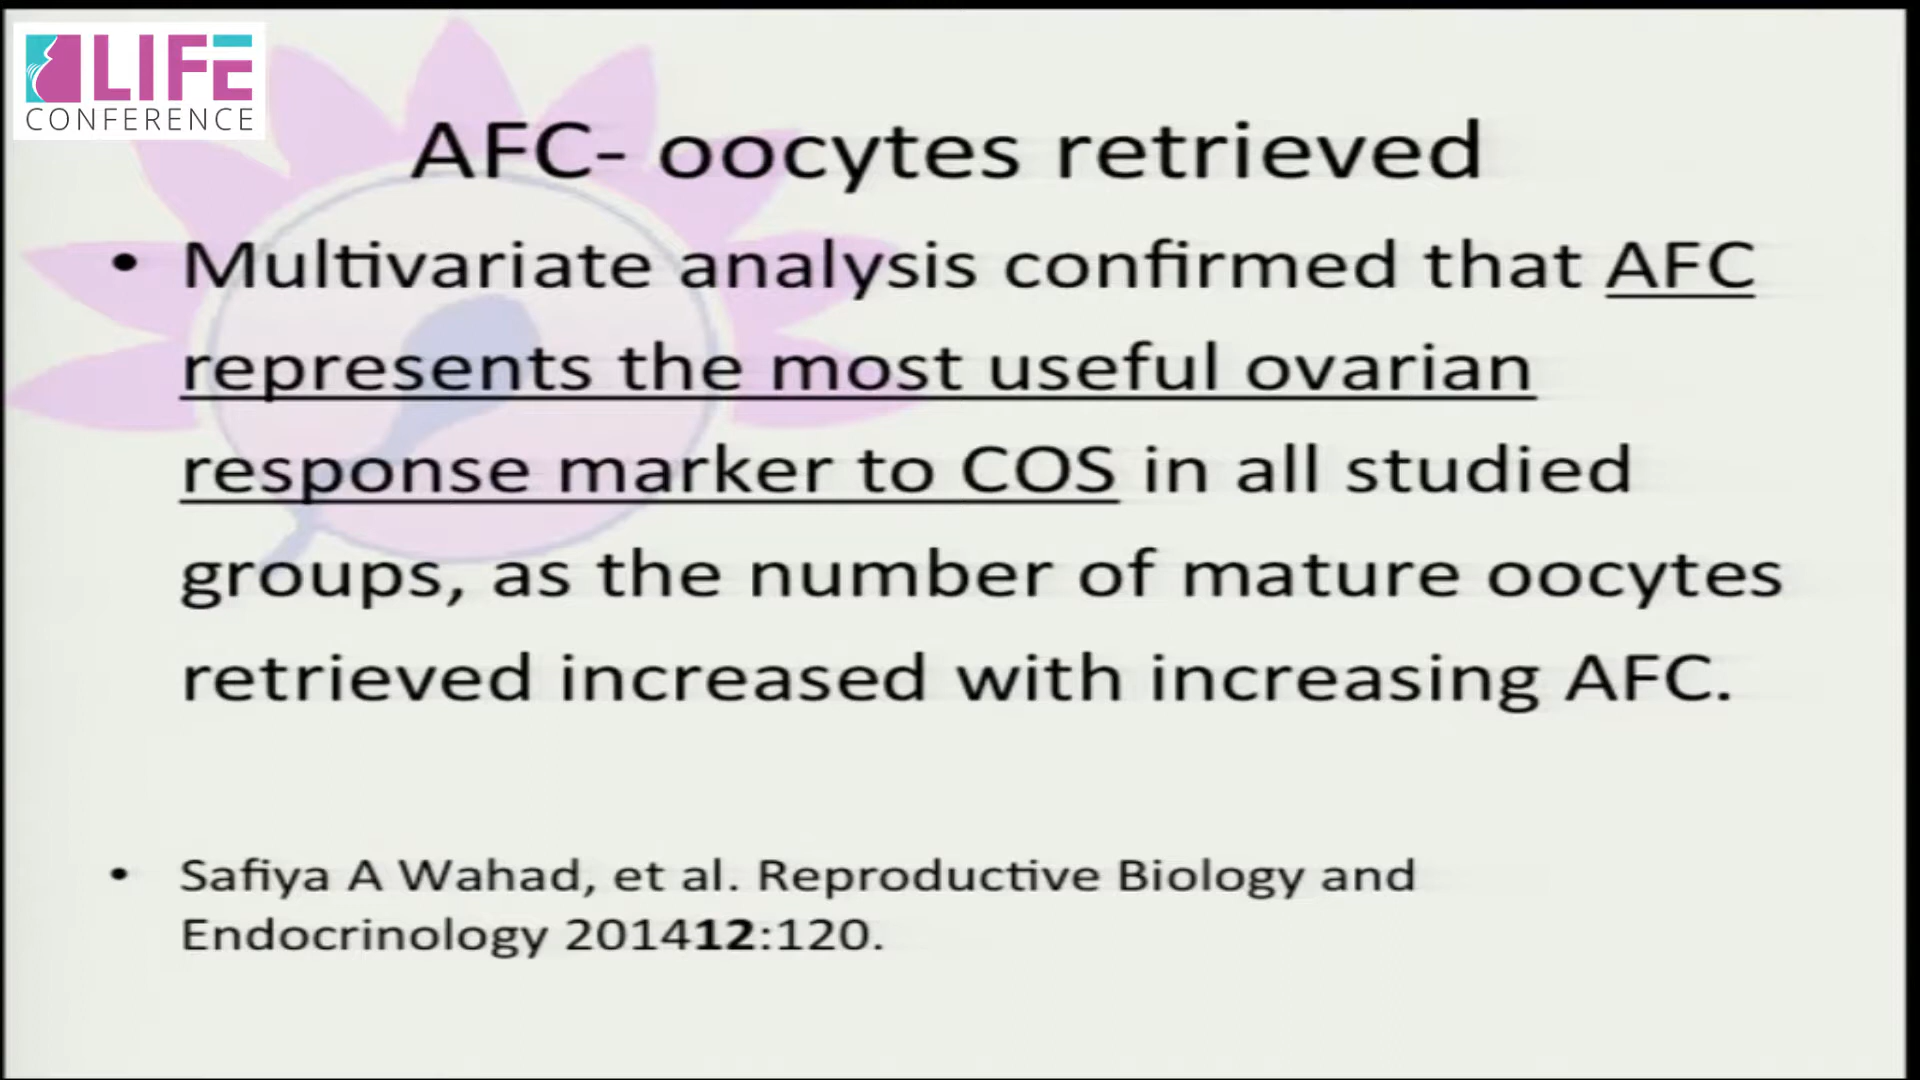 LIFE
CONFERENCE
AFC- oocytes retrieved
• Multivariate analysis confirmed that AFC
represents the most useful ovarian
response marker to COS in all studied
groups, as the number of mature oocytes
retrieved increased with increasing AFC.
• Safiya A Wahad, et al. Reproductive Biology and
Endocrinology 201412:120.